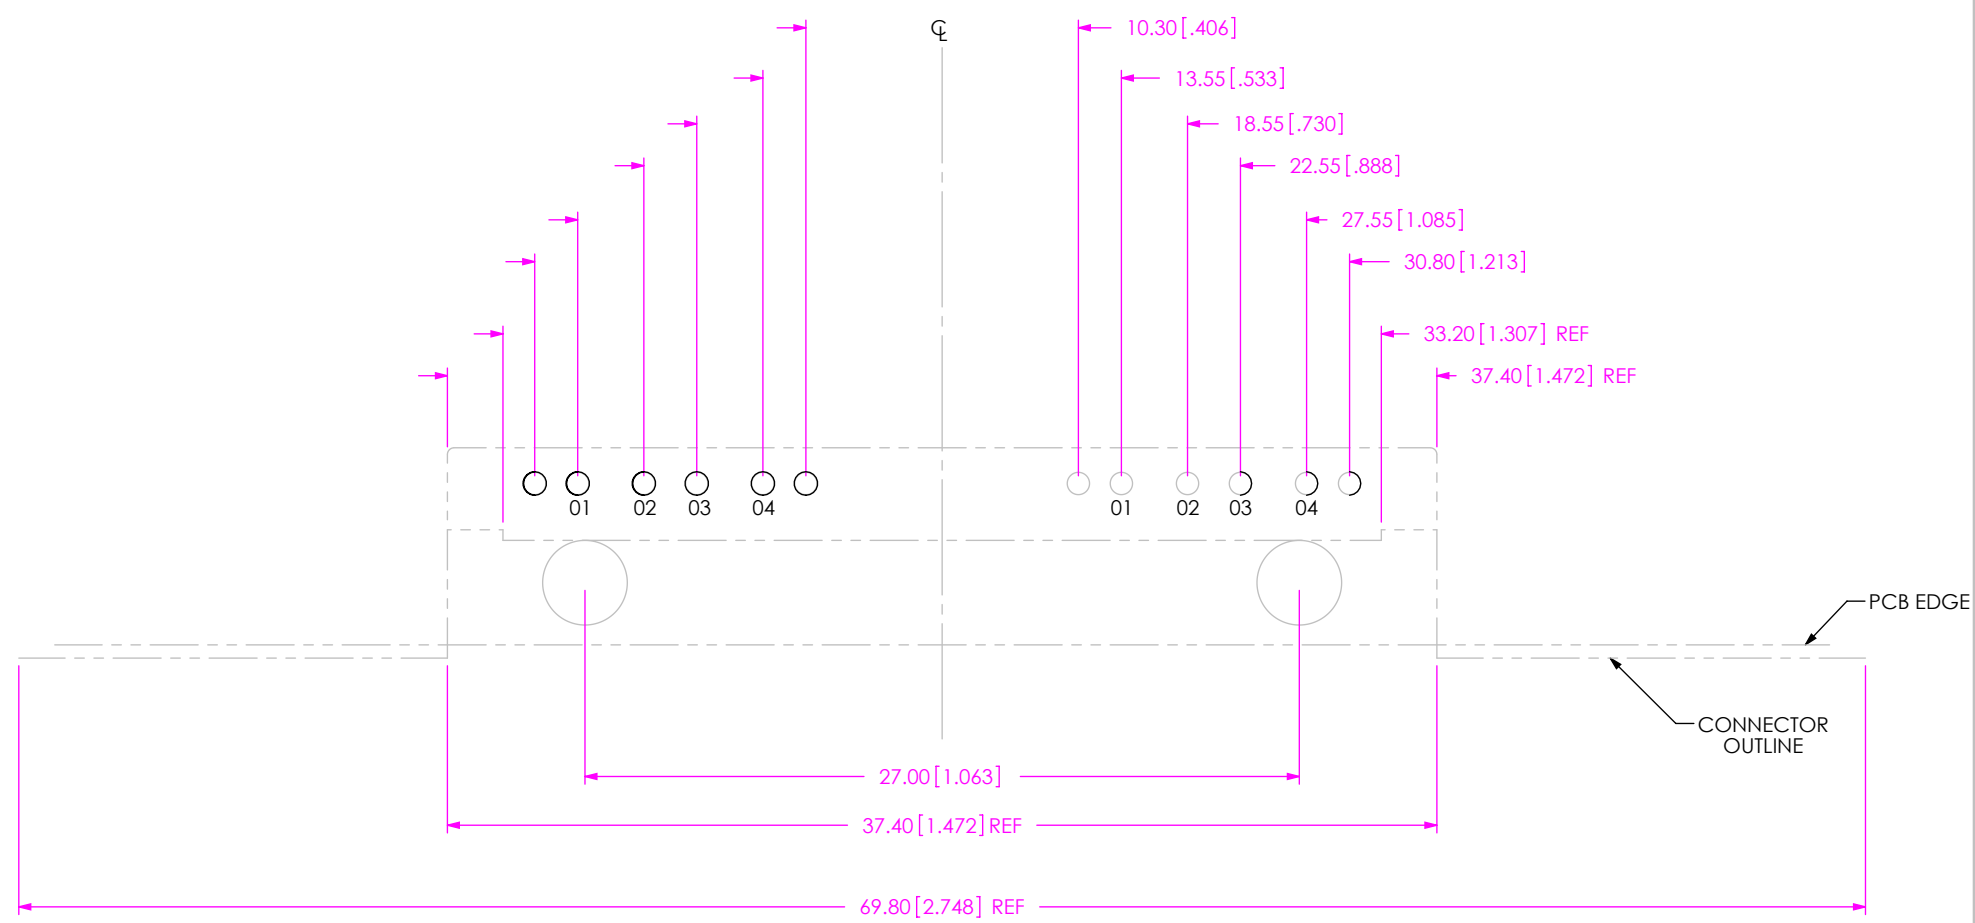 ℄
10.30[.406]
13.55[.533]
18.55[.730]
22.55[.888]
27.55[1.085]
30.80[1.213]
33.20[1.307] REF
37.40[1.472] REF
01 02 03 04 01 02 03 04
PCB EDGE
CONNECTOR
OUTLINE
27.00[1.063]
37.40[1.472]REF
69.80[2.748] REF